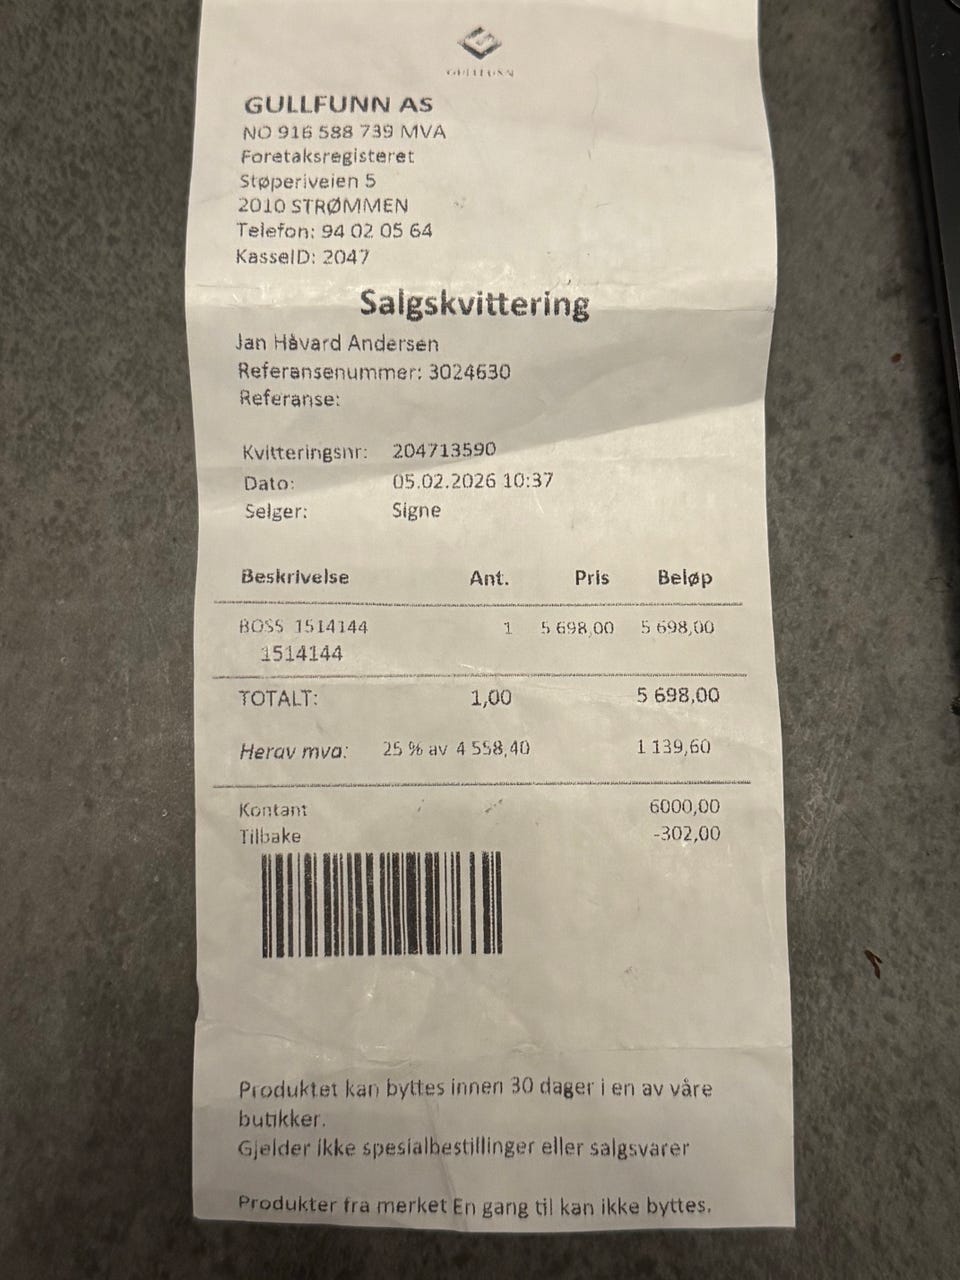 GULLFUNN
GULLFUNN AS
NO 916 588 739 MVA
Foretaksregisteret
Støperiveien 5
2010 STRØMMEN
Telefon: 94 02 05 64
KasseID: 2047
Salgskvittering
Jan Håvard Andersen
Referansenummer: 3024630
Referanse:
Kvitteringsnr: 204713590
Dato: 05.02.2026 10:37
Selger: Signe
Beskrivelse Ant. Pris Beløp
BOSS 1514144 1 5 698,00 5 698,00
1514144
TOTALT: 1,00 5 698,00
Herav mva: 25 % av 4 558,40 1 139,60
Kontant 6000,00
Tilbake -302,00
Produktet kan byttes innen 30 dager i en av våre
butikker.
Gjelder ikke spesialbestillinger eller salgsvarer
Produkter fra merket En gang til kan ikke byttes.